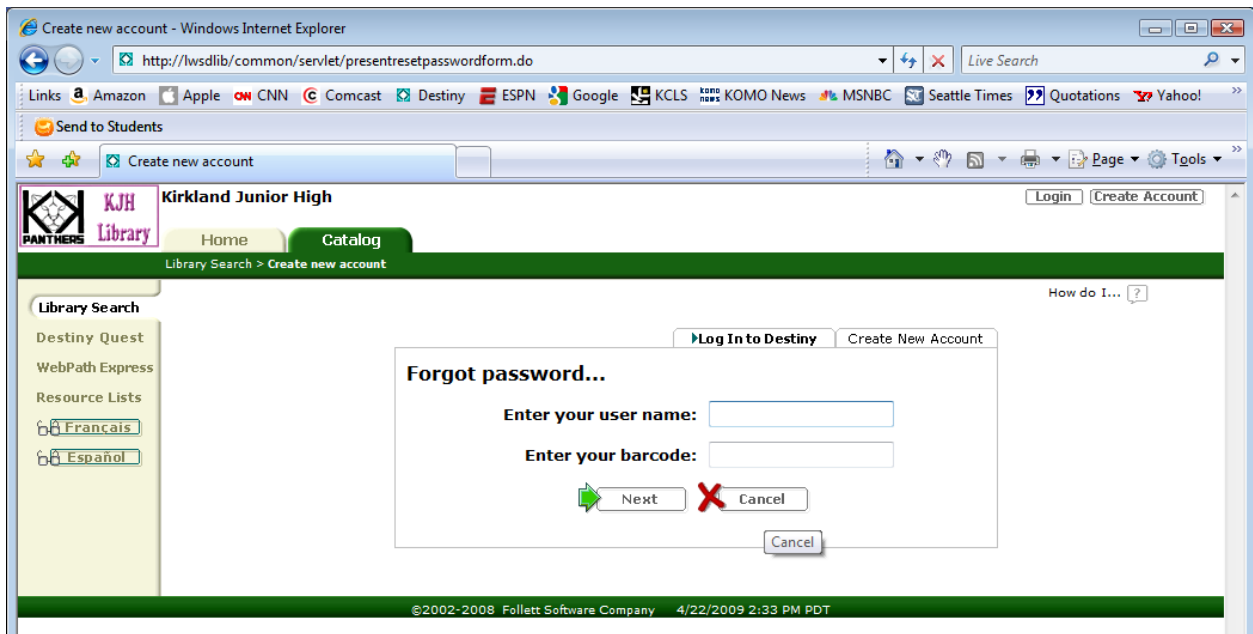 Create new account - Windows Internet Explorer
http://lwsdlib/common/servlet/presentresetpasswordform.do
Live Search
Links Amazon Apple CNN Comcast Destiny ESPN Google KCLS KOMO News MSNBC Seattle Times Quotations Yahoo!
Send to Students
Create new account
Page Tools
PANTHERS
KJH Library
Kirkland Junior High
Login Create Account
Home Catalog
Library Search > Create new account
How do I... ?
Library Search
Destiny Quest
WebPath Express
Resource Lists
Français
Español
Log In to Destiny Create New Account
Forgot password...
Enter your user name:
Enter your barcode:
Next Cancel
Cancel
©2002-2008 Follett Software Company 4/22/2009 2:33 PM PDT